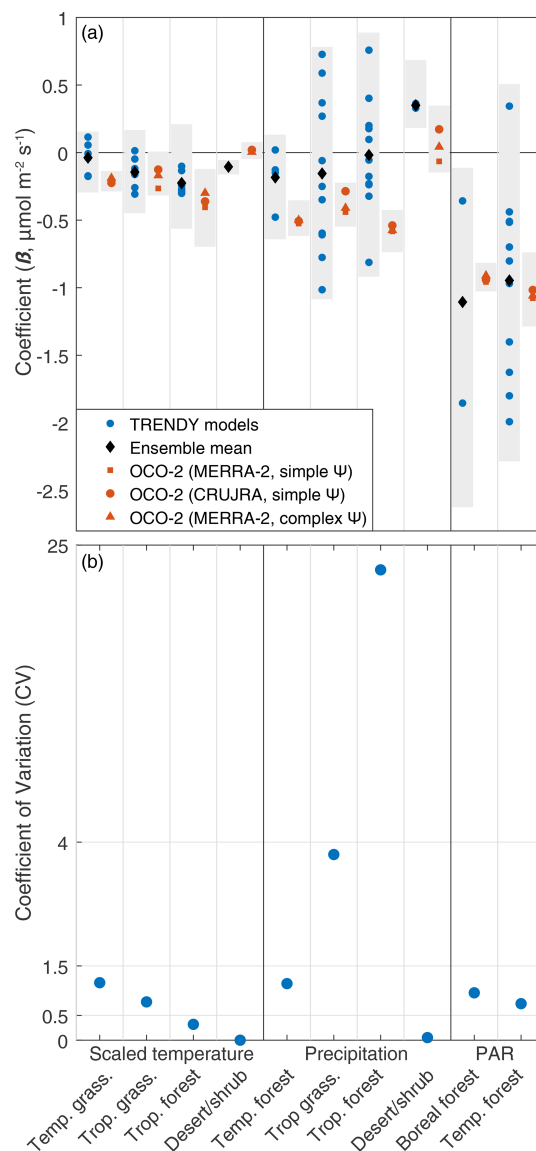 (a)
1
0.5
0
-0.5
-1
-1.5
-2
-2.5
Coefficient (ß, μmol m⁻² s⁻¹)
TRENDY models
Ensemble mean
OCO-2 (MERRA-2, simple Ψ)
OCO-2 (CRUJRA, simple Ψ)
OCO-2 (MERRA-2, complex Ψ)
(b)
25
4
1.5
0.5
0
Coefficient of Variation (CV)
Scaled temperature
Precipitation
PAR
Temp. grass.
Trop. grass.
Trop. forest
Desert/shrub
Temp. forest
Trop grass.
Trop. forest
Desert/shrub
Boreal forest
Temp. forest